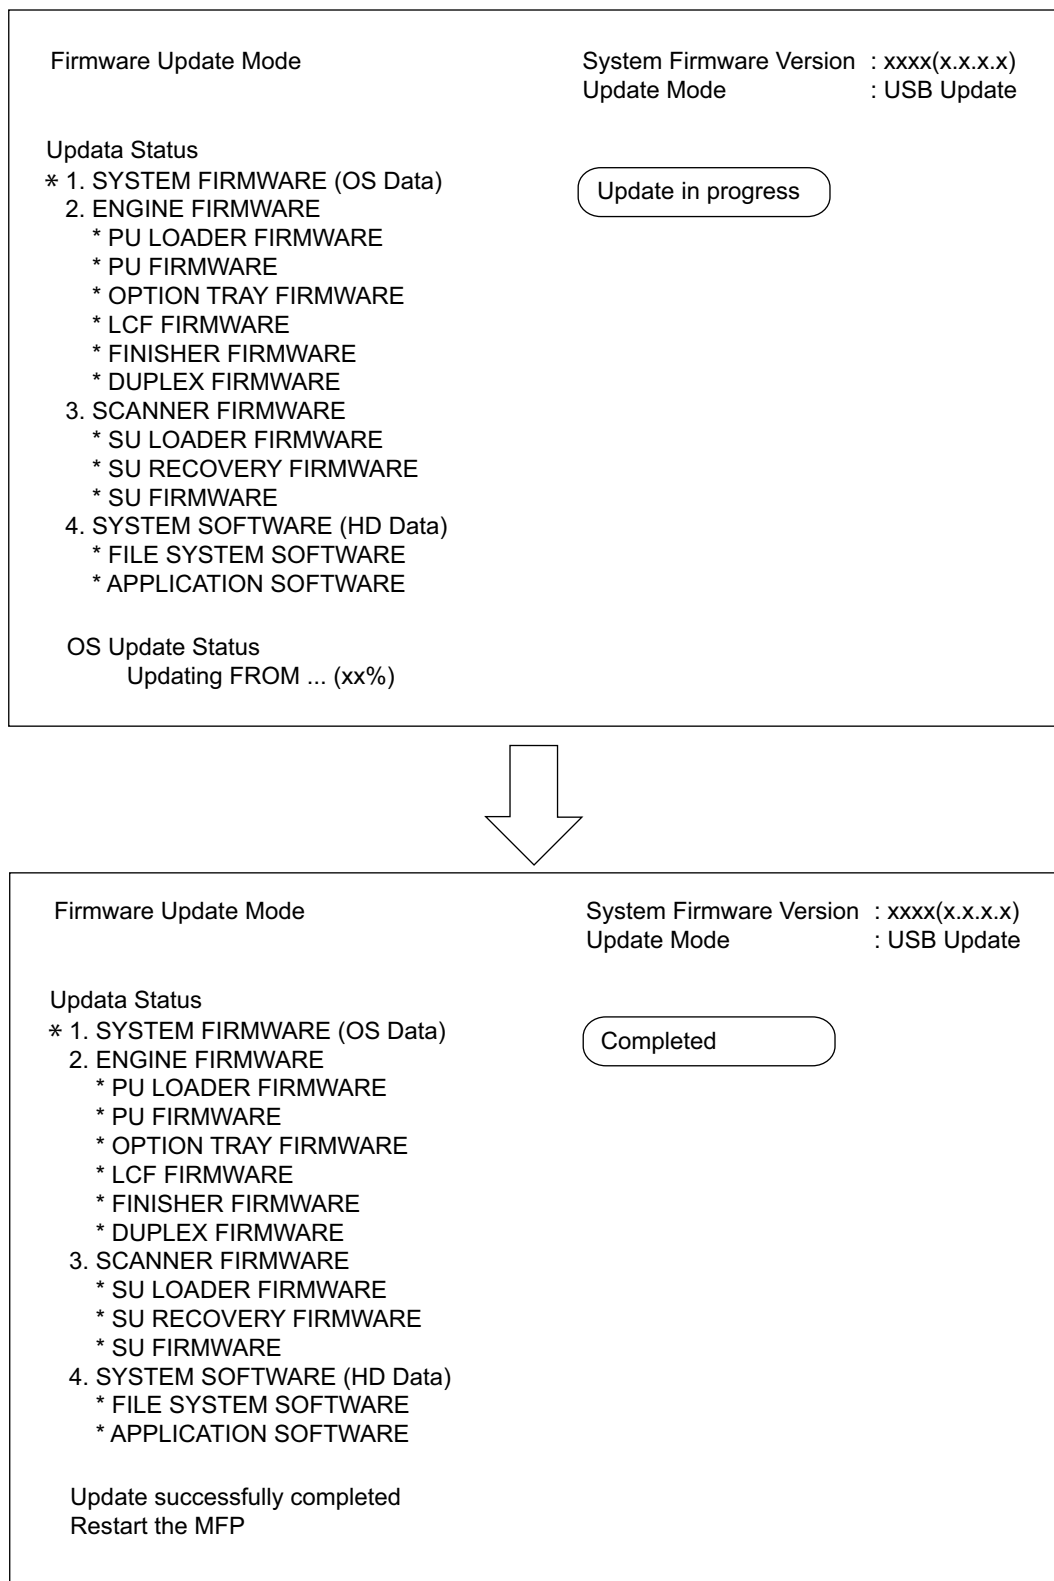 Firmware Update Mode
System Firmware Version : xxxx(x.x.x.x)
Update Mode : USB Update
Updata Status
* 1. SYSTEM FIRMWARE (OS Data)
Update in progress
2. ENGINE FIRMWARE
* PU LOADER FIRMWARE
* PU FIRMWARE
* OPTION TRAY FIRMWARE
* LCF FIRMWARE
* FINISHER FIRMWARE
* DUPLEX FIRMWARE
3. SCANNER FIRMWARE
* SU LOADER FIRMWARE
* SU RECOVERY FIRMWARE
* SU FIRMWARE
4. SYSTEM SOFTWARE (HD Data)
* FILE SYSTEM SOFTWARE
* APPLICATION SOFTWARE
OS Update Status
Updating FROM ... (xx%)
Firmware Update Mode
System Firmware Version : xxxx(x.x.x.x)
Update Mode : USB Update
Updata Status
* 1. SYSTEM FIRMWARE (OS Data)
Completed
2. ENGINE FIRMWARE
* PU LOADER FIRMWARE
* PU FIRMWARE
* OPTION TRAY FIRMWARE
* LCF FIRMWARE
* FINISHER FIRMWARE
* DUPLEX FIRMWARE
3. SCANNER FIRMWARE
* SU LOADER FIRMWARE
* SU RECOVERY FIRMWARE
* SU FIRMWARE
4. SYSTEM SOFTWARE (HD Data)
* FILE SYSTEM SOFTWARE
* APPLICATION SOFTWARE
Update successfully completed
Restart the MFP